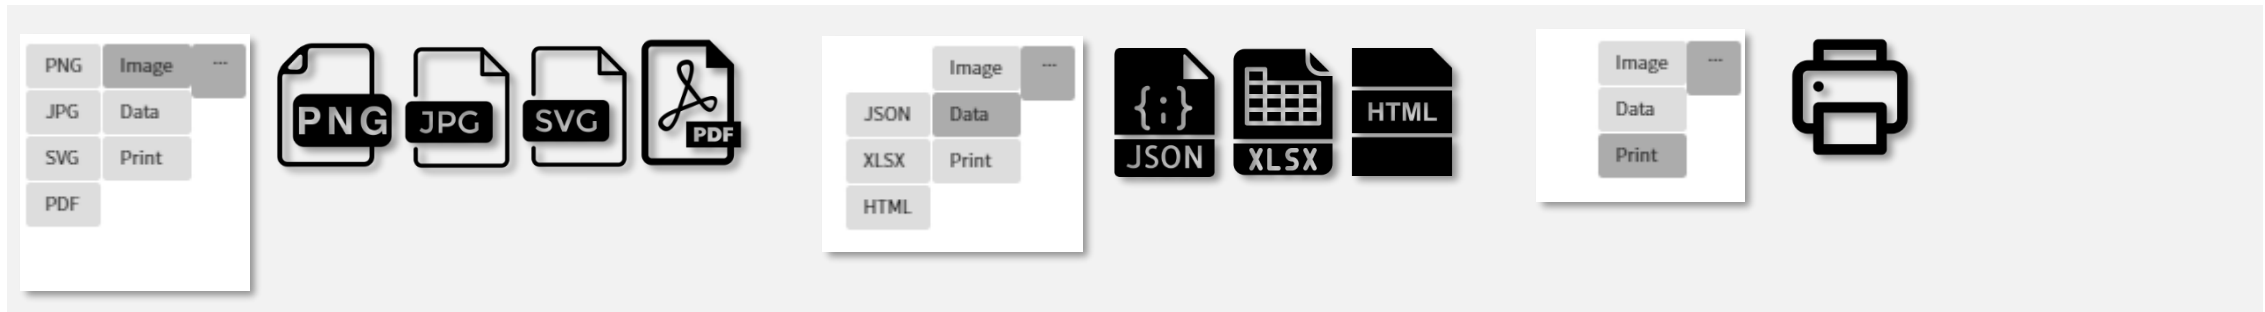 PNG Image ...
JPG Data
SVG Print
PDF
PNG
JPG
SVG
PDF
Image ...
JSON Data
XLSX Print
HTML
{;}
JSON
XLSX
HTML
Image ...
Data
Print